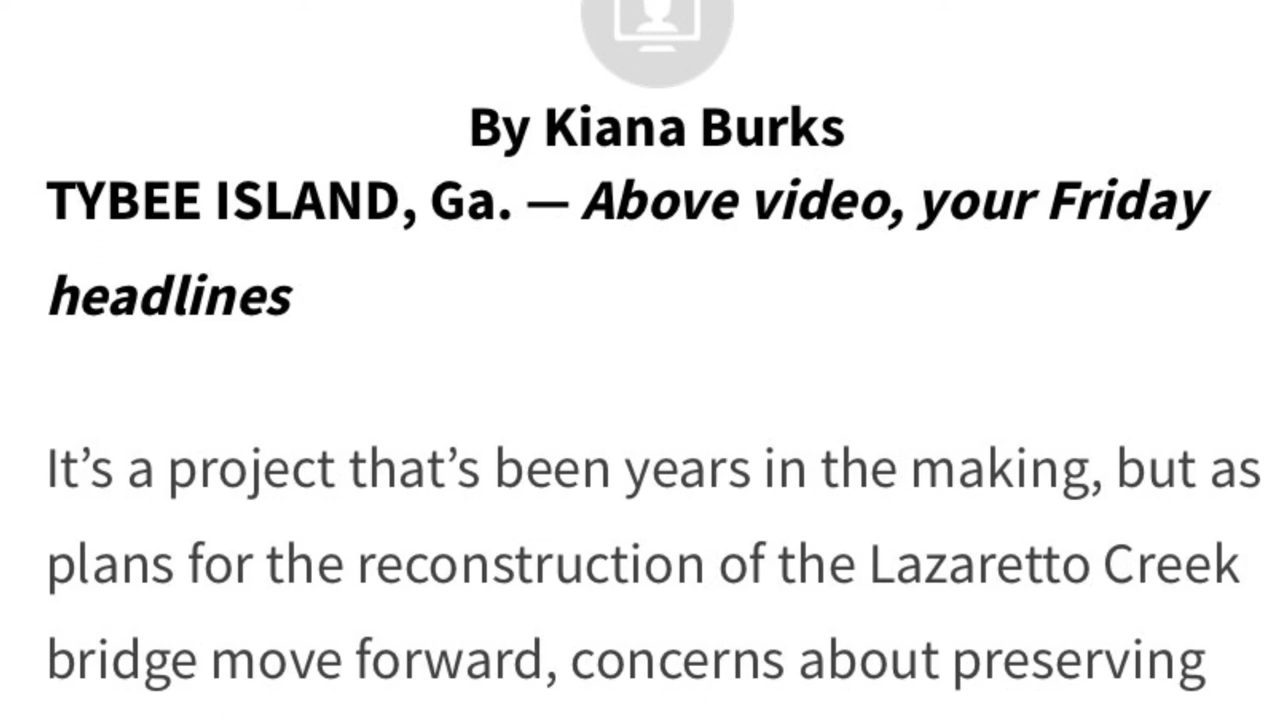 By Kiana Burks
TYBEE ISLAND, Ga. — Above video, your Friday
headlines
It’s a project that’s been years in the making, but as
plans for the reconstruction of the Lazaretto Creek
bridge move forward, concerns about preserving